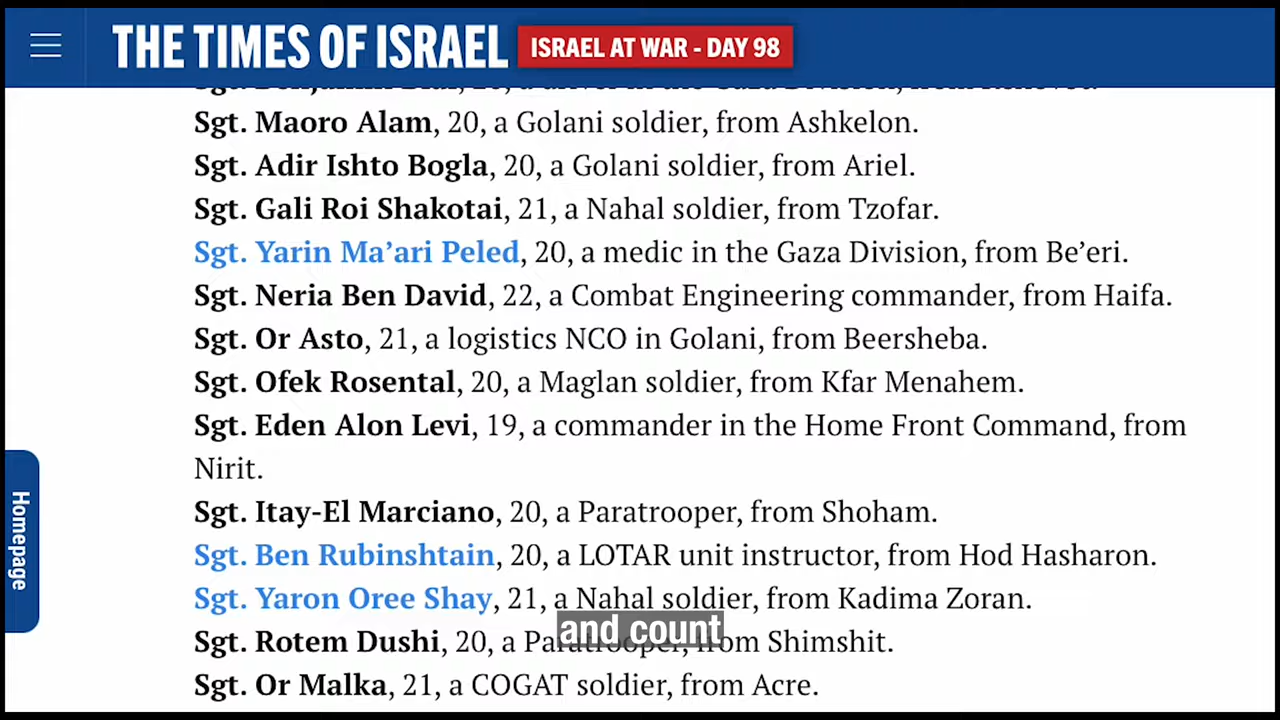 THE TIMES OF ISRAEL
ISRAEL AT WAR - DAY 98
Sgt. Maoro Alam, 20, a Golani soldier, from Ashkelon.
Sgt. Adir Ishto Bogla, 20, a Golani soldier, from Ariel.
Sgt. Gali Roi Shakotai, 21, a Nahal soldier, from Tzofar.
Sgt. Yarin Ma’ari Peled, 20, a medic in the Gaza Division, from Be’eri.
Sgt. Neria Ben David, 22, a Combat Engineering commander, from Haifa.
Sgt. Or Asto, 21, a logistics NCO in Golani, from Beersheba.
Sgt. Ofek Rosental, 20, a Maglan soldier, from Kfar Menahem.
Sgt. Eden Alon Levi, 19, a commander in the Home Front Command, from
Nirit.
Sgt. Itay-El Marciano, 20, a Paratrooper, from Shoham.
Sgt. Ben Rubinshtain, 20, a LOTAR unit instructor, from Hod Hasharon.
Sgt. Yaron Oree Shay, 21, a Nahal soldier, from Kadima Zoran.
and count
Sgt. Rotem Dushi, 20, a Paratrooper, from Shimshit.
Sgt. Or Malka, 21, a COGAT soldier, from Acre.
Homepage